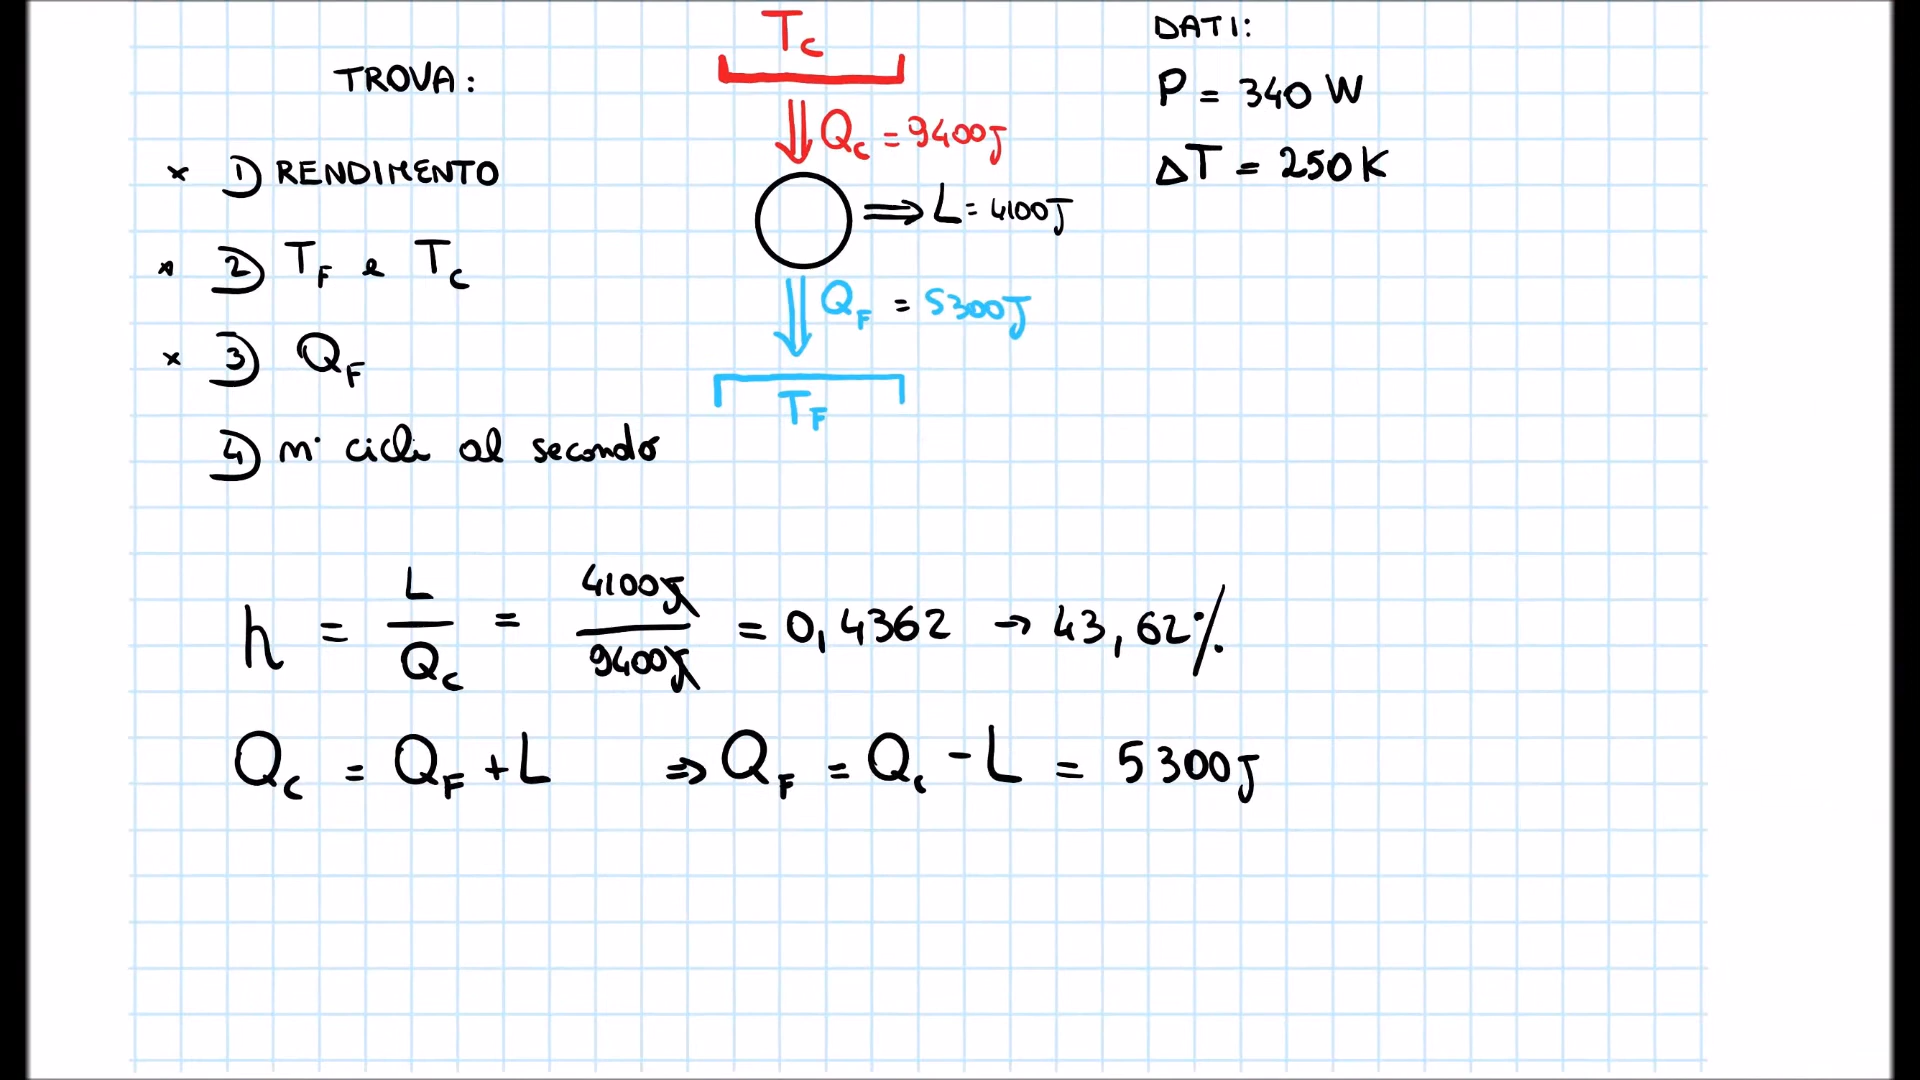 TROVA:
× 1) RENDIMENTO
× 2) T_F e T_C
× 3) Q_F
4) n° cicli al secondo
T_C
Q_C = 9400J
L = 4100J
Q_F = 5300J
T_F
DATI:
P = 340 W
ΔT = 250K
η = L/Q_C = 4100J/9400J = 0,4362 → 43,62%
Q_C = Q_F + L ⇒ Q_F = Q_C - L = 5300J